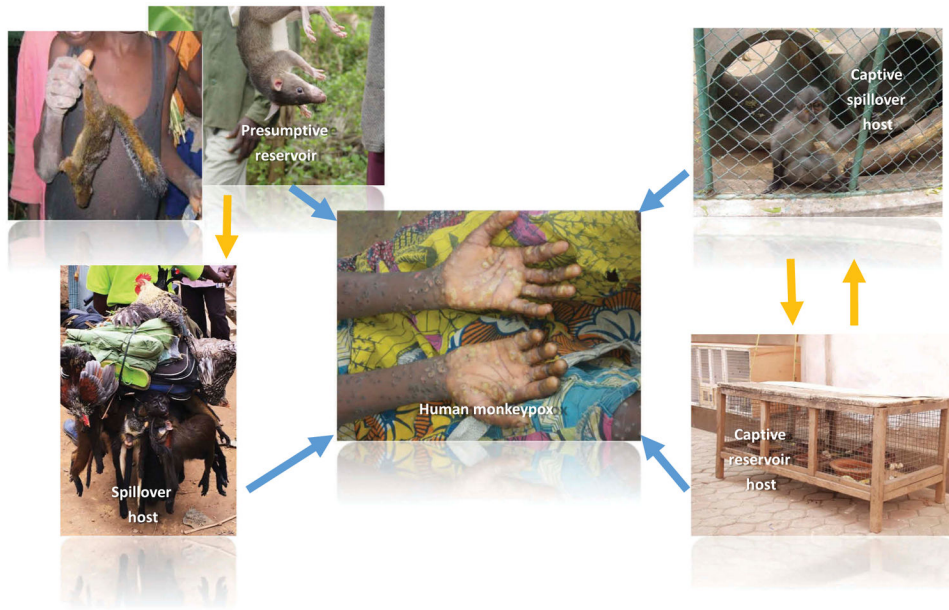 Presumptive
reservoir
Captive
spillover
host
Human monkeypox
Spillover
host
Captive
reservoir
host